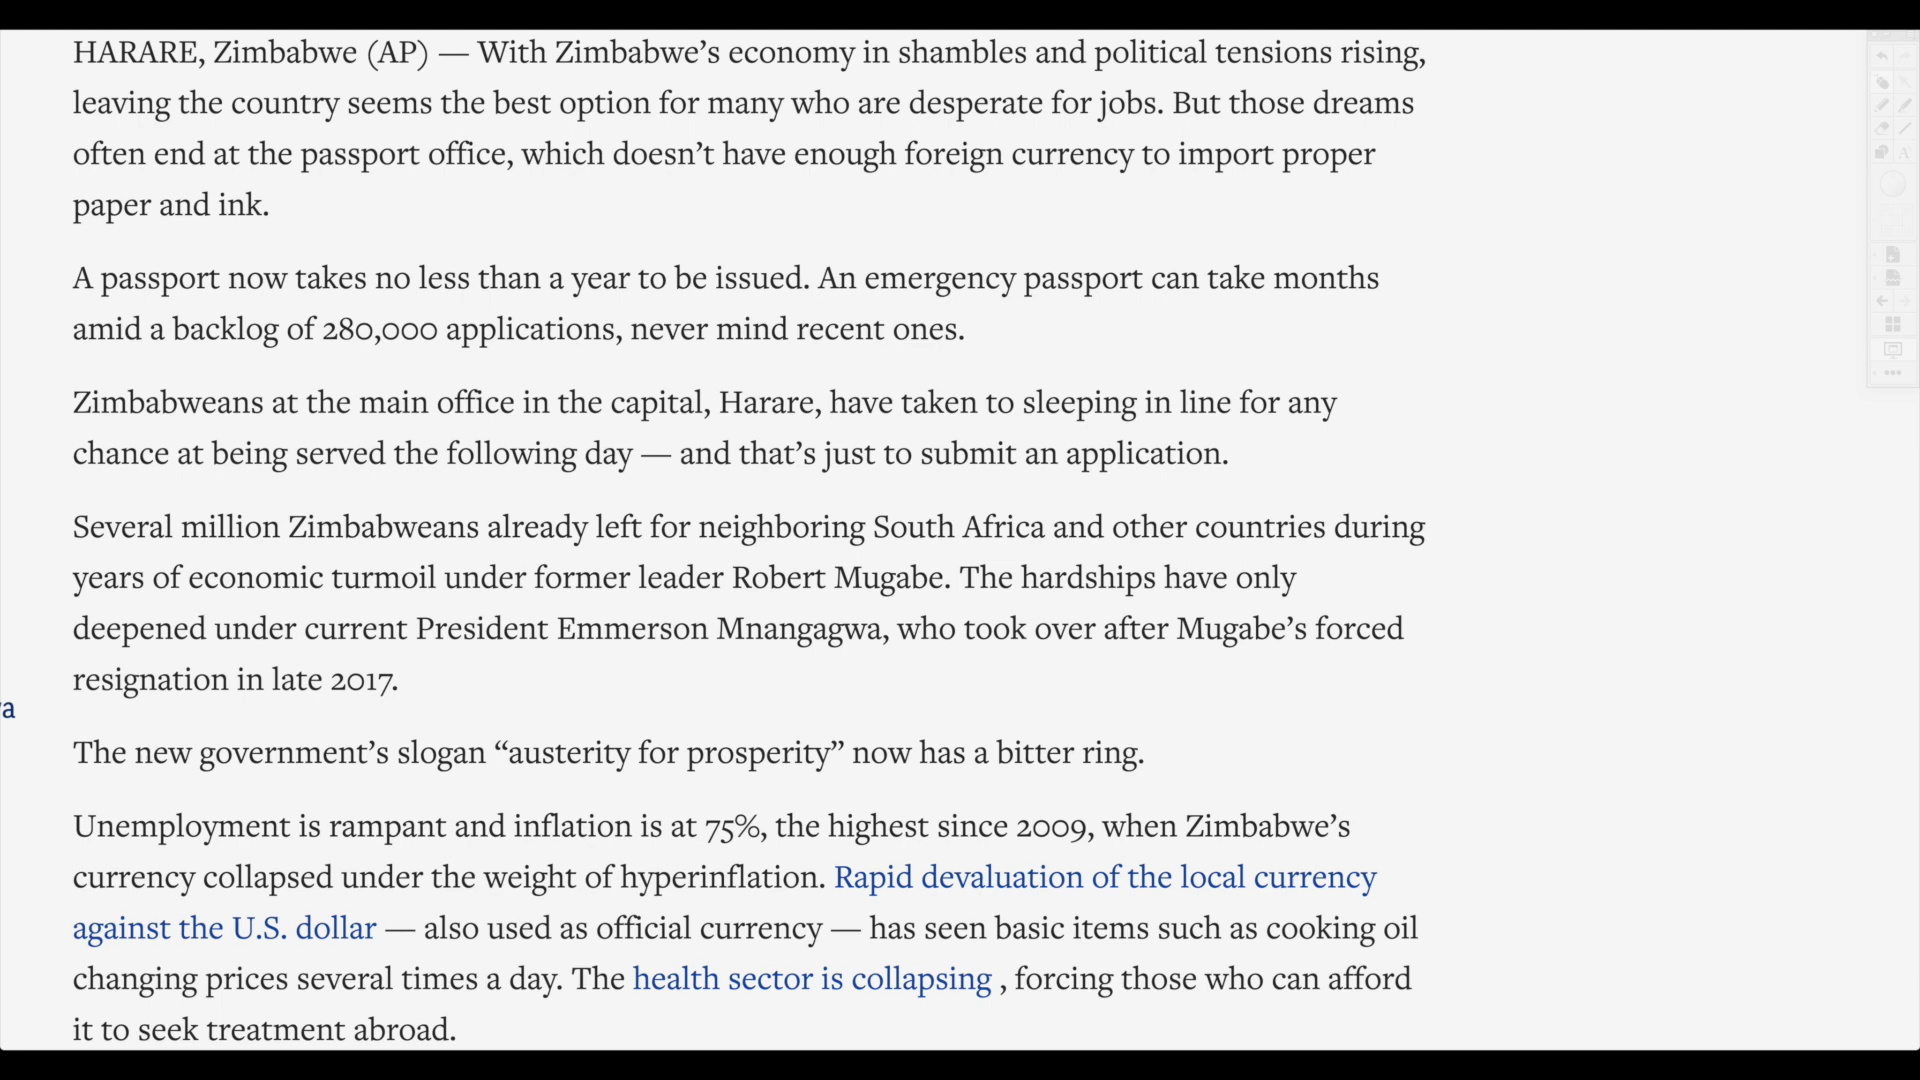 HARARE, Zimbabwe (AP) — With Zimbabwe’s economy in shambles and political tensions rising,
leaving the country seems the best option for many who are desperate for jobs. But those dreams
often end at the passport office, which doesn’t have enough foreign currency to import proper
paper and ink.
A passport now takes no less than a year to be issued. An emergency passport can take months
amid a backlog of 280,000 applications, never mind recent ones.
Zimbabweans at the main office in the capital, Harare, have taken to sleeping in line for any
chance at being served the following day — and that’s just to submit an application.
Several million Zimbabweans already left for neighboring South Africa and other countries during
years of economic turmoil under former leader Robert Mugabe. The hardships have only
deepened under current President Emmerson Mnangagwa, who took over after Mugabe’s forced
resignation in late 2017.
The new government’s slogan “austerity for prosperity” now has a bitter ring.
Unemployment is rampant and inflation is at 75%, the highest since 2009, when Zimbabwe’s
currency collapsed under the weight of hyperinflation. Rapid devaluation of the local currency
against the U.S. dollar — also used as official currency — has seen basic items such as cooking oil
changing prices several times a day. The health sector is collapsing , forcing those who can afford
it to seek treatment abroad.